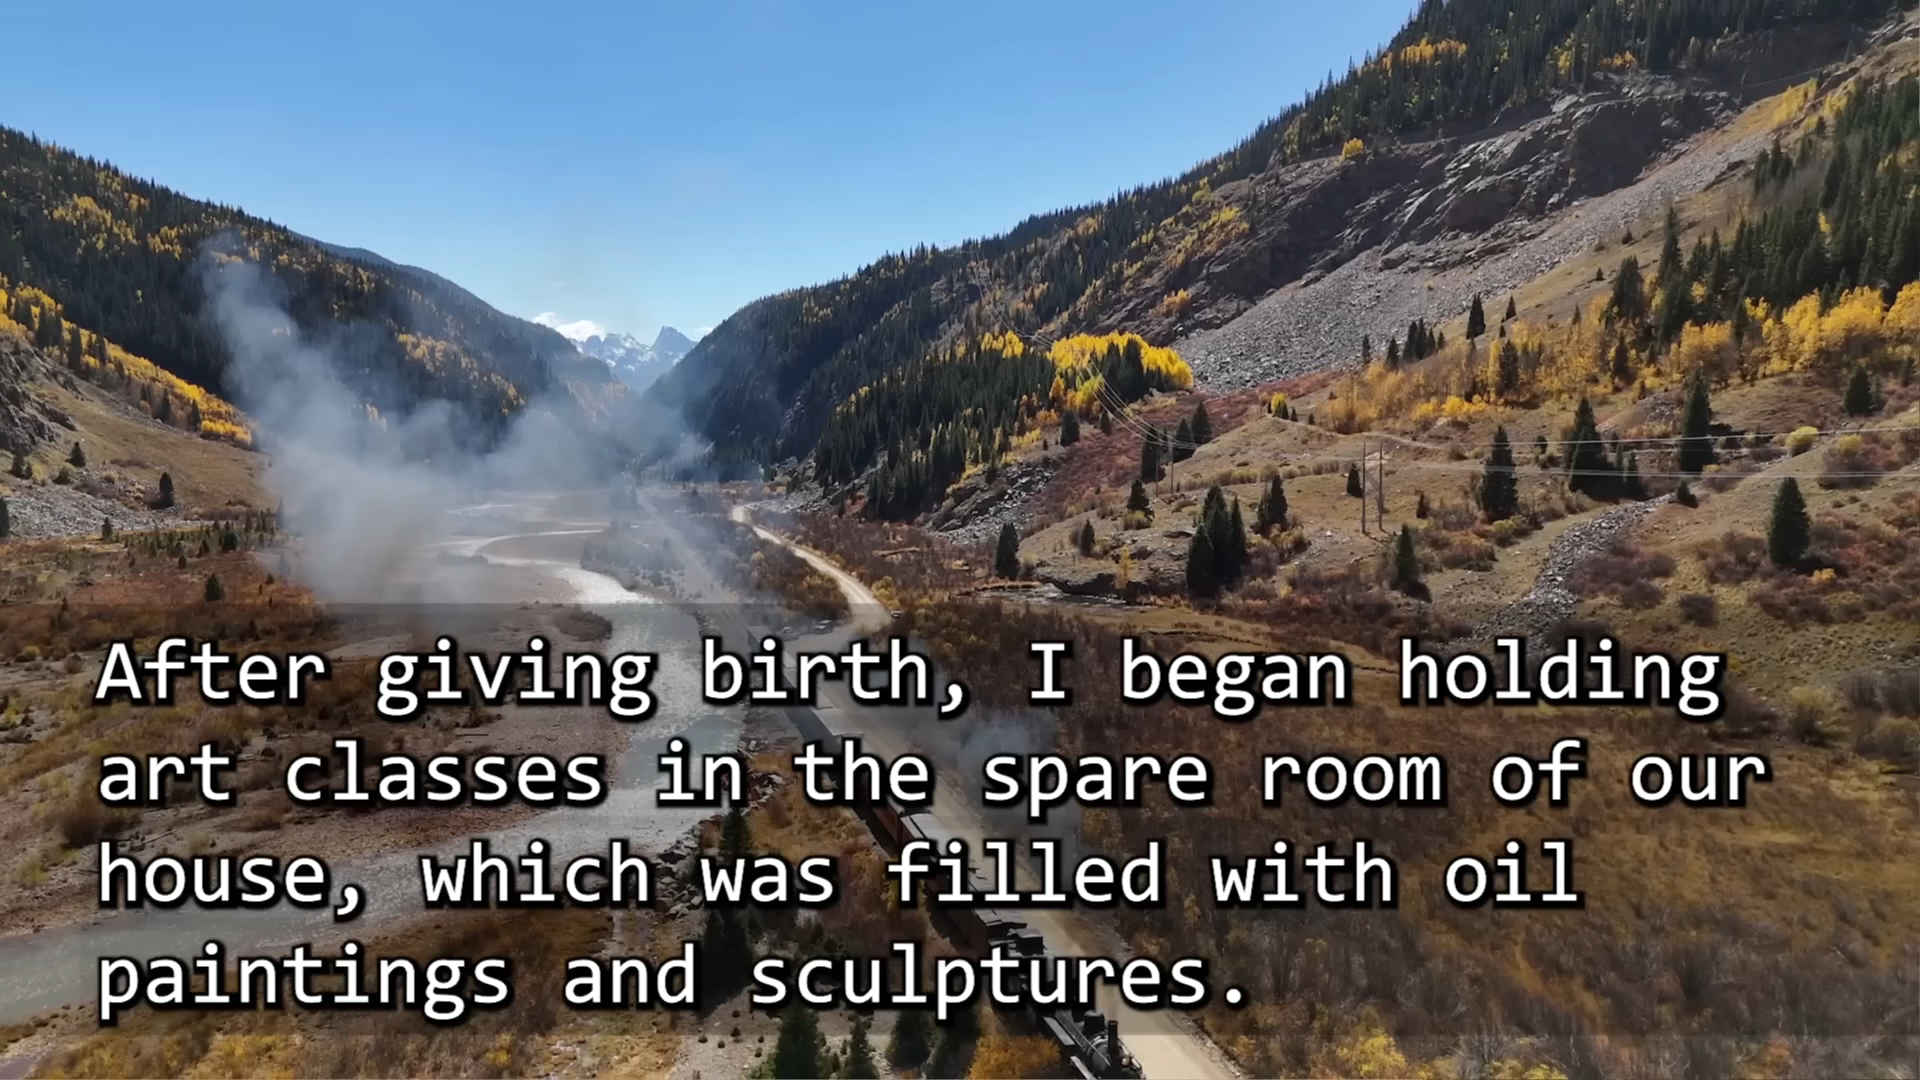 After giving birth, I began holding
art classes in the spare room of our
house, which was filled with oil
paintings and sculptures.